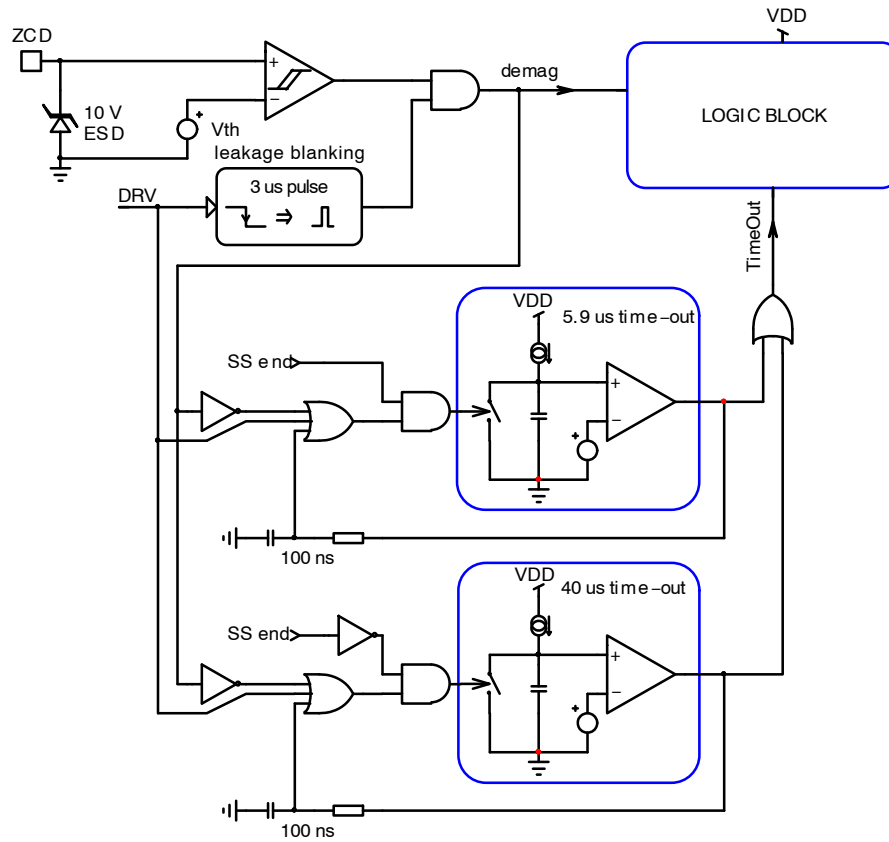 VDD
ZCD
+
−
demag
LOGIC BLOCK
10 V
ESD
+
Vth
leakage blanking
3 us pulse
⇒
DRV
TimeOut
VDD
5.9 us time−out
SS end
+
−
+
100 ns
VDD
40 us time−out
SS end
+
−
+
100 ns